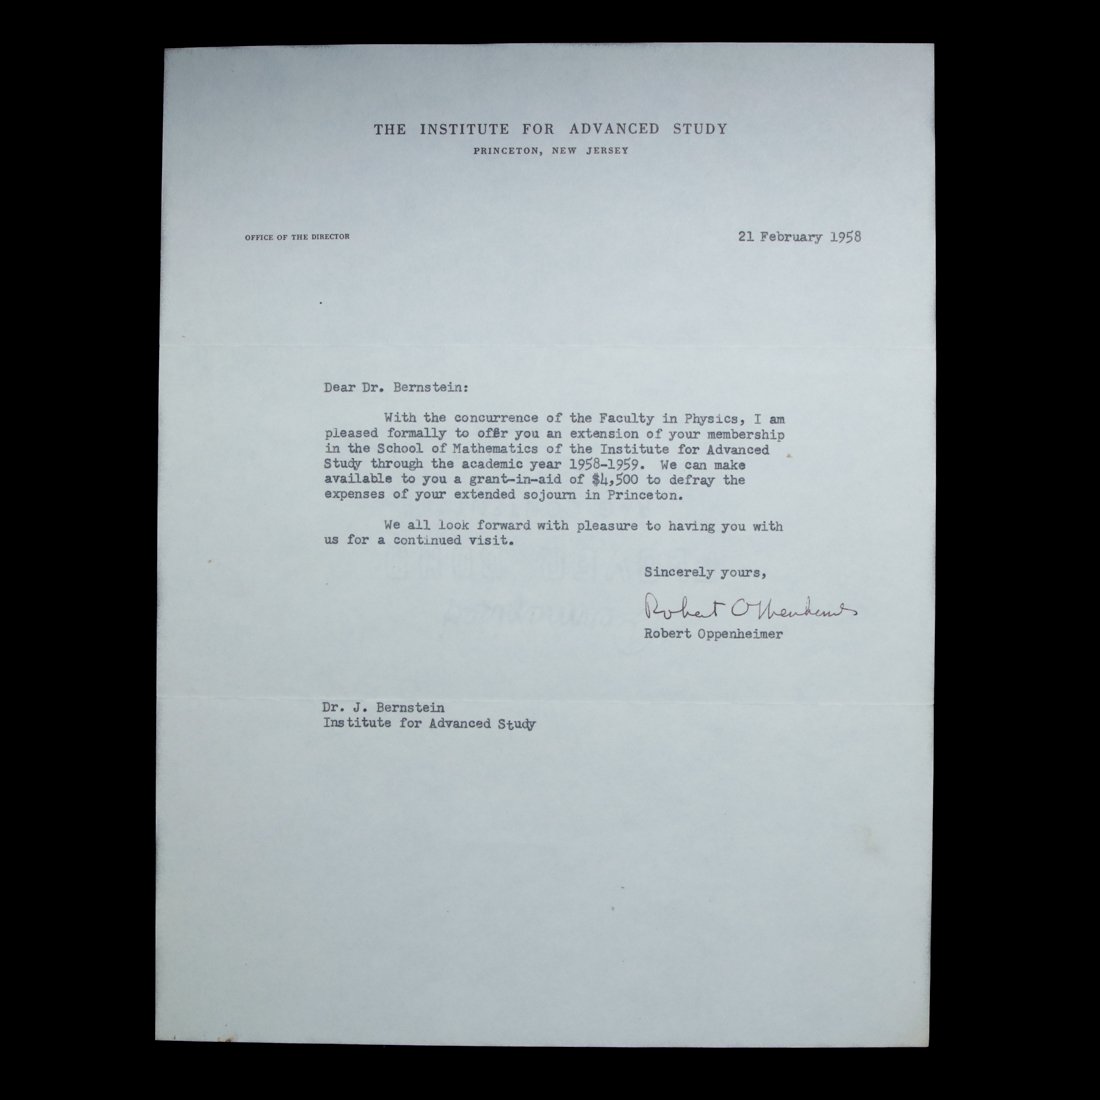 THE INSTITUTE FOR ADVANCED STUDY
PRINCETON, NEW JERSEY
OFFICE OF THE DIRECTOR
21 February 1958
Dear Dr. Bernstein:
With the concurrence of the Faculty in Physics, I am
pleased formally to offer you an extension of your membership
in the School of Mathematics of the Institute for Advanced
Study through the academic year 1958-1959. We can make
available to you a grant-in-aid of $4,500 to defray the
expenses of your extended sojourn in Princeton.
We all look forward with pleasure to having you with
us for a continued visit.
Sincerely yours,
Robert Oppenheimer
Robert Oppenheimer
Dr. J. Bernstein
Institute for Advanced Study